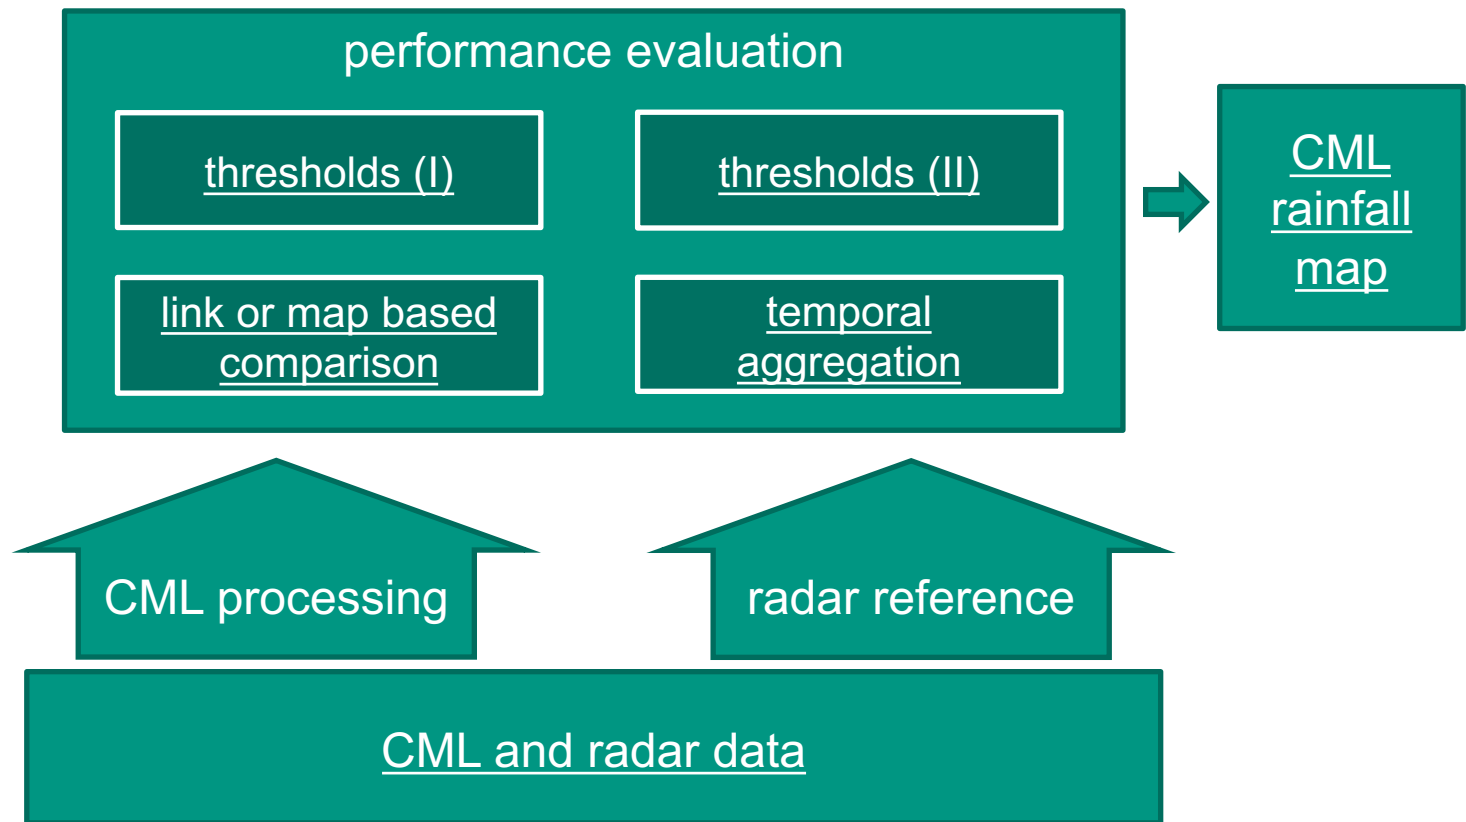 performance evaluation
thresholds (I)
thresholds (II)
link or map based
comparison
temporal
aggregation
CML
rainfall
map
CML processing
radar reference
CML and radar data